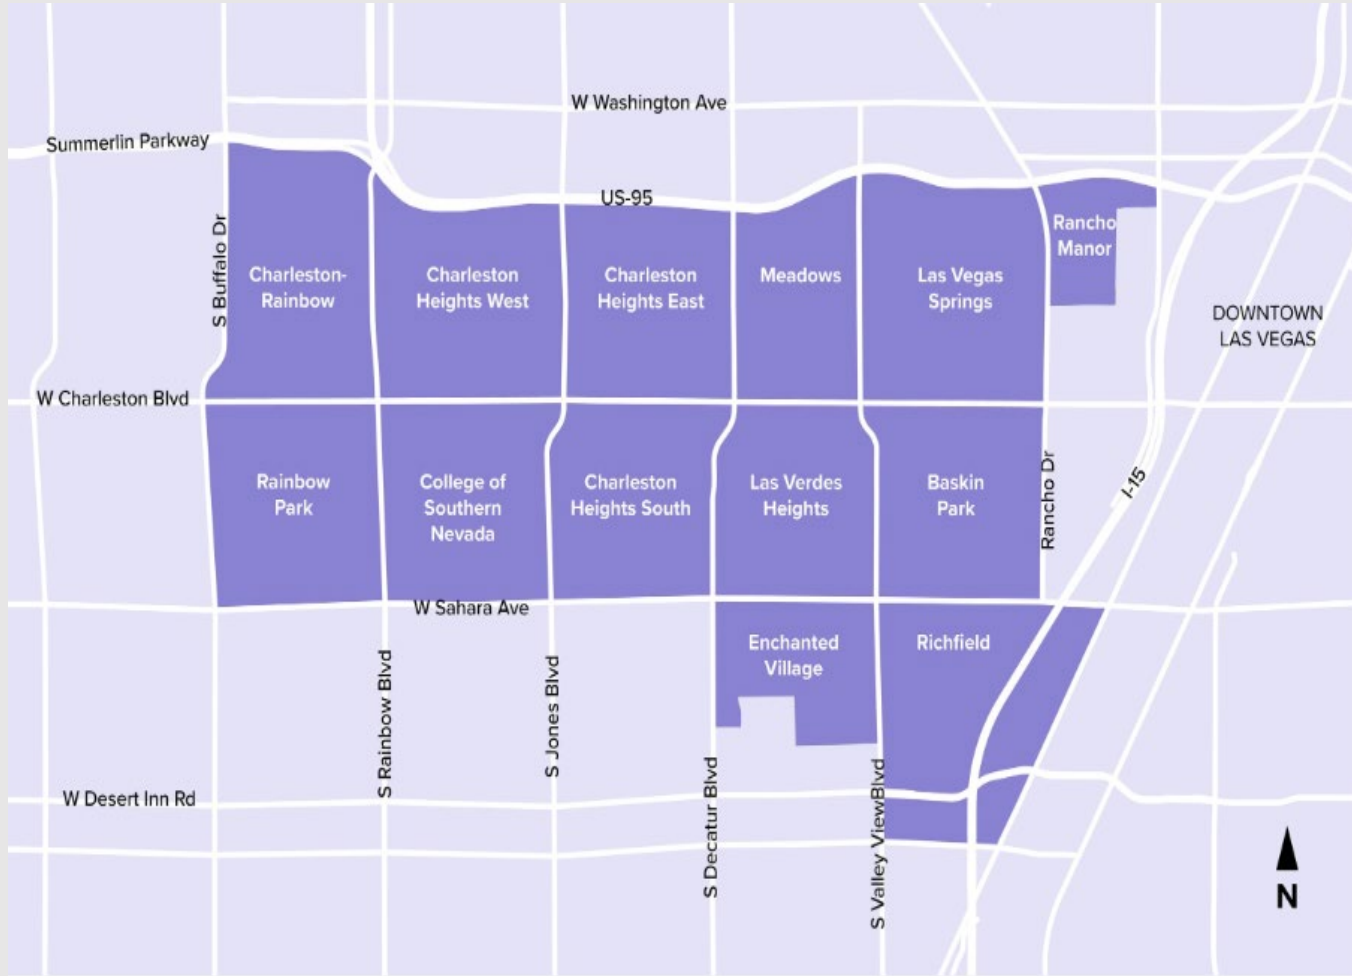 W Washington Ave
Summerlin Parkway
US-95
S Buffalo Dr
Charleston-
Rainbow
Charleston
Heights West
Charleston
Heights East
Meadows
Las Vegas
Springs
Rancho
Manor
DOWNTOWN
LAS VEGAS
W Charleston Blvd
Rainbow
Park
College of
Southern
Nevada
Charleston
Heights South
Las Verdes
Heights
Baskin
Park
Rancho Dr
I-15
W Sahara Ave
Enchanted
Village
Richfield
S Rainbow Blvd
S Jones Blvd
S Decatur Blvd
S Valley ViewBlvd
W Desert Inn Rd
N